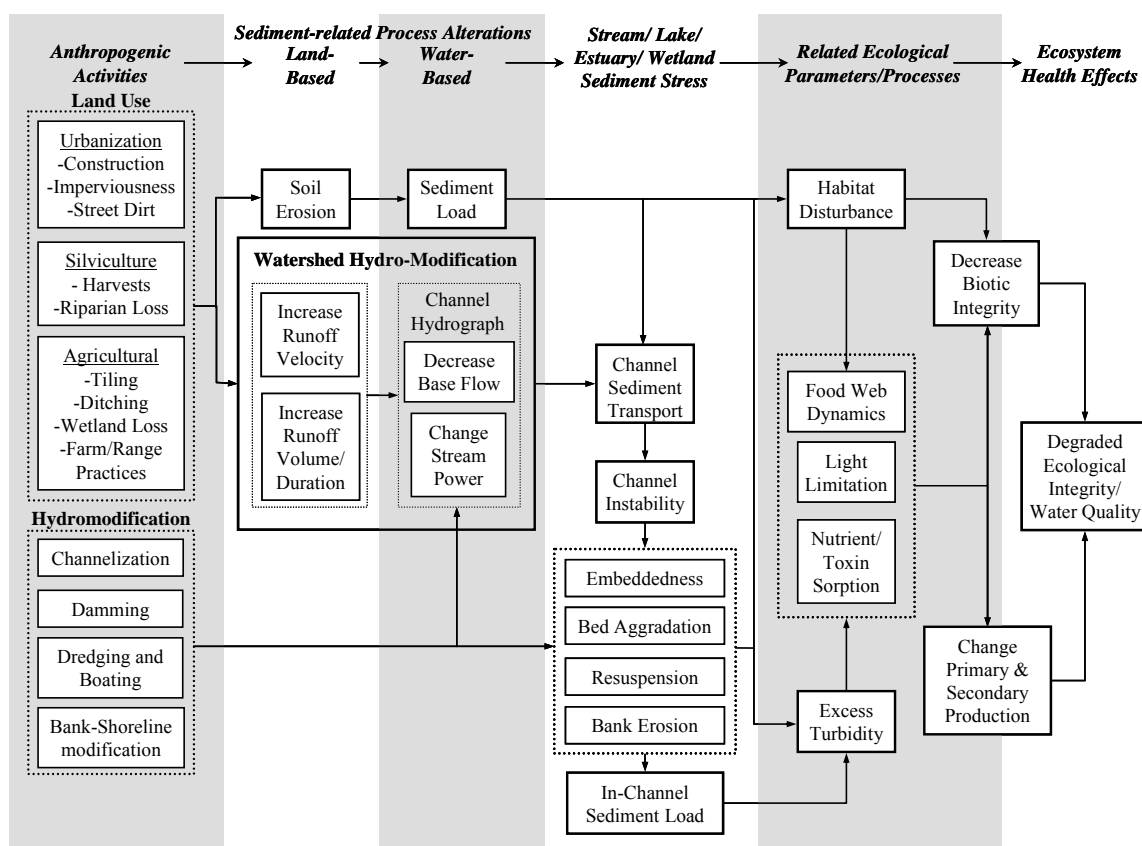 Anthropogenic
Activities
Sediment-related Process Alterations
Land-
Based
Water-
Based
Stream/ Lake/
Estuary/ Wetland
Sediment Stress
Related Ecological
Parameters/Processes
Ecosystem
Health Effects
Land Use
Urbanization
-Construction
-Imperviousness
-Street Dirt
Silviculture
- Harvests
-Riparian Loss
Agricultural
-Tiling
-Ditching
-Wetland Loss
-Farm/Range
Practices
Hydromodification
Channelization
Damming
Dredging and
Boating
Bank-Shoreline
modification
Soil
Erosion
Sediment
Load
Watershed Hydro-Modification
Increase
Runoff
Velocity
Increase
Runoff
Volume/
Duration
Channel
Hydrograph
Decrease
Base Flow
Change
Stream
Power
Channel
Sediment
Transport
Channel
Instability
Embeddedness
Bed Aggradation
Resuspension
Bank Erosion
In-Channel
Sediment Load
Habitat
Disturbance
Food Web
Dynamics
Light
Limitation
Nutrient/
Toxin
Sorption
Excess
Turbidity
Decrease
Biotic
Integrity
Change
Primary &
Secondary
Production
Degraded
Ecological
Integrity/
Water Quality